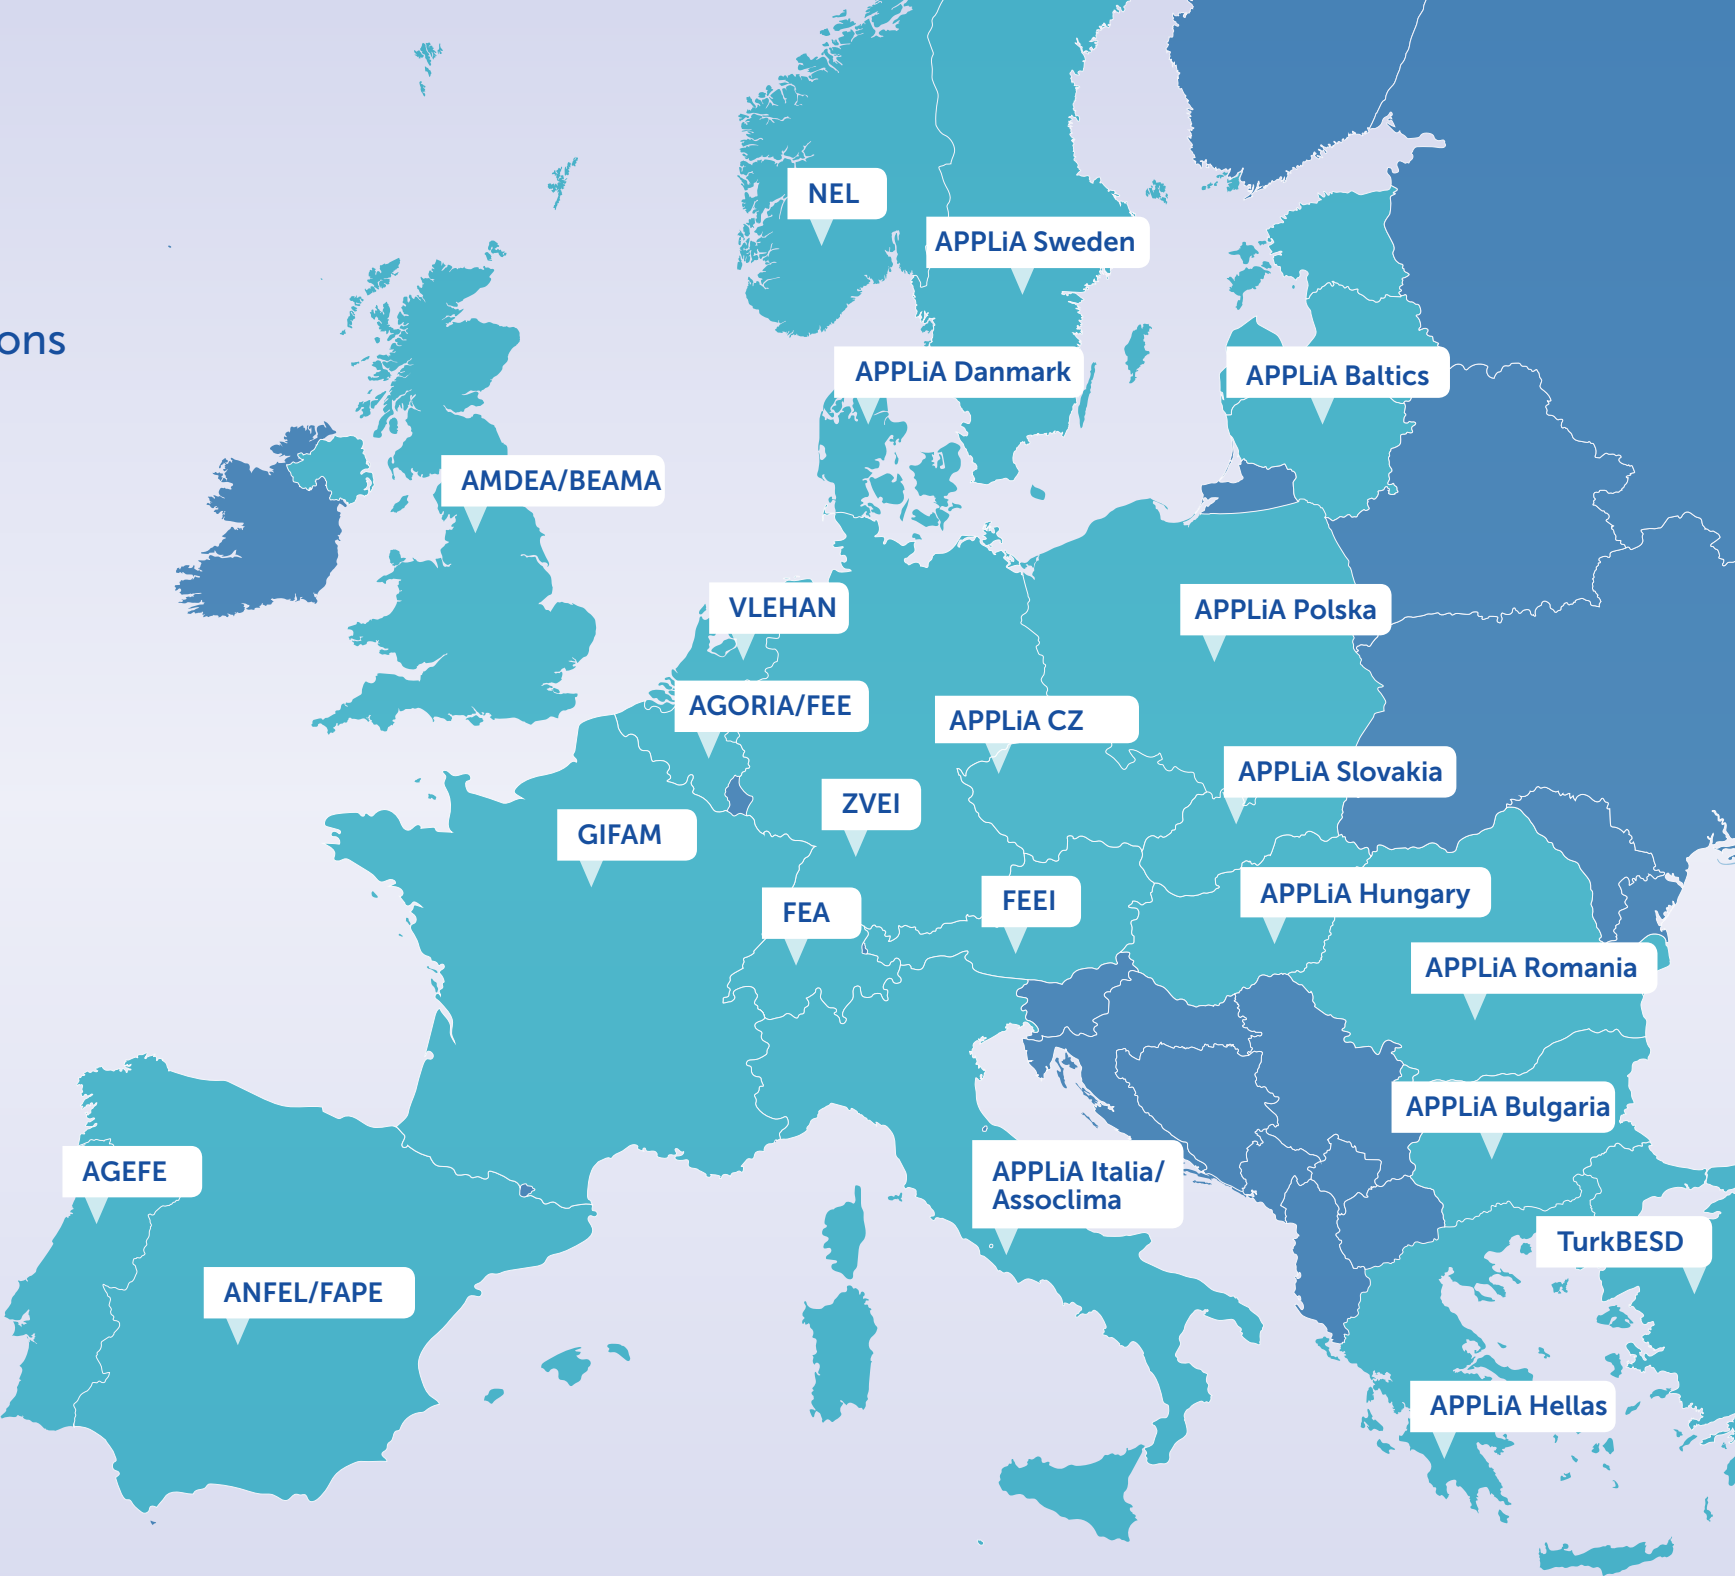 NEL
APPLiA Sweden
ons
APPLiA Danmark
APPLiA Baltics
AMDEA/BEAMA
VLEHAN
APPLiA Polska
AGORIA/FEE
APPLiA CZ
APPLiA Slovakia
ZVEI
GIFAM
APPLiA Hungary
FEEI
FEA
APPLiA Romania
APPLiA Bulgaria
AGEFE
APPLiA Italia/
Assoclima
TurkBESD
ANFEL/FAPE
APPLiA Hellas